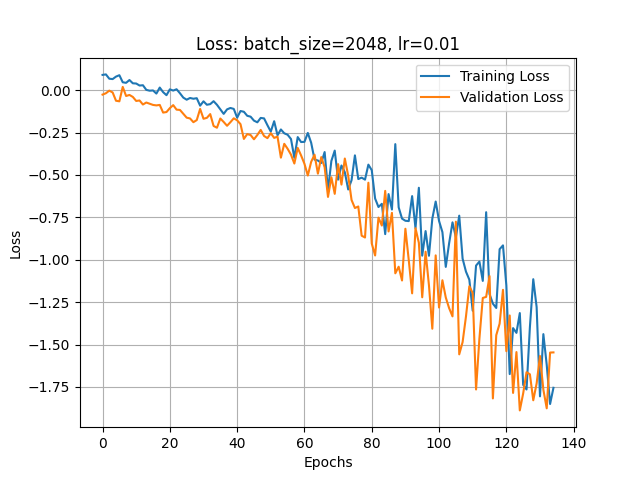 Loss: batch_size=2048, lr=0.01
Training Loss
Validation Loss
0.00
−0.25
−0.50
−0.75
−1.00
−1.25
−1.50
−1.75
Loss
0 20 40 60 80 100 120 140
Epochs